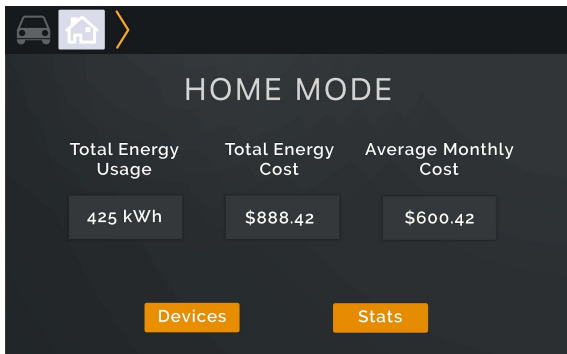 HOME MODE
Total Energy
Usage
Total Energy
Cost
Average Monthly
Cost
425 kWh
$888.42
$600.42
Devices
Stats